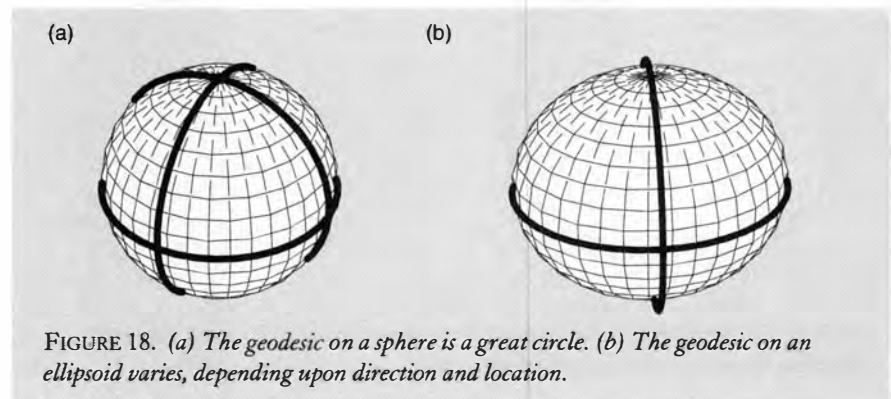 (a)
(b)
FIGURE 18. (a) The geodesic on a sphere is a great circle. (b) The geodesic on an
ellipsoid varies, depending upon direction and location.